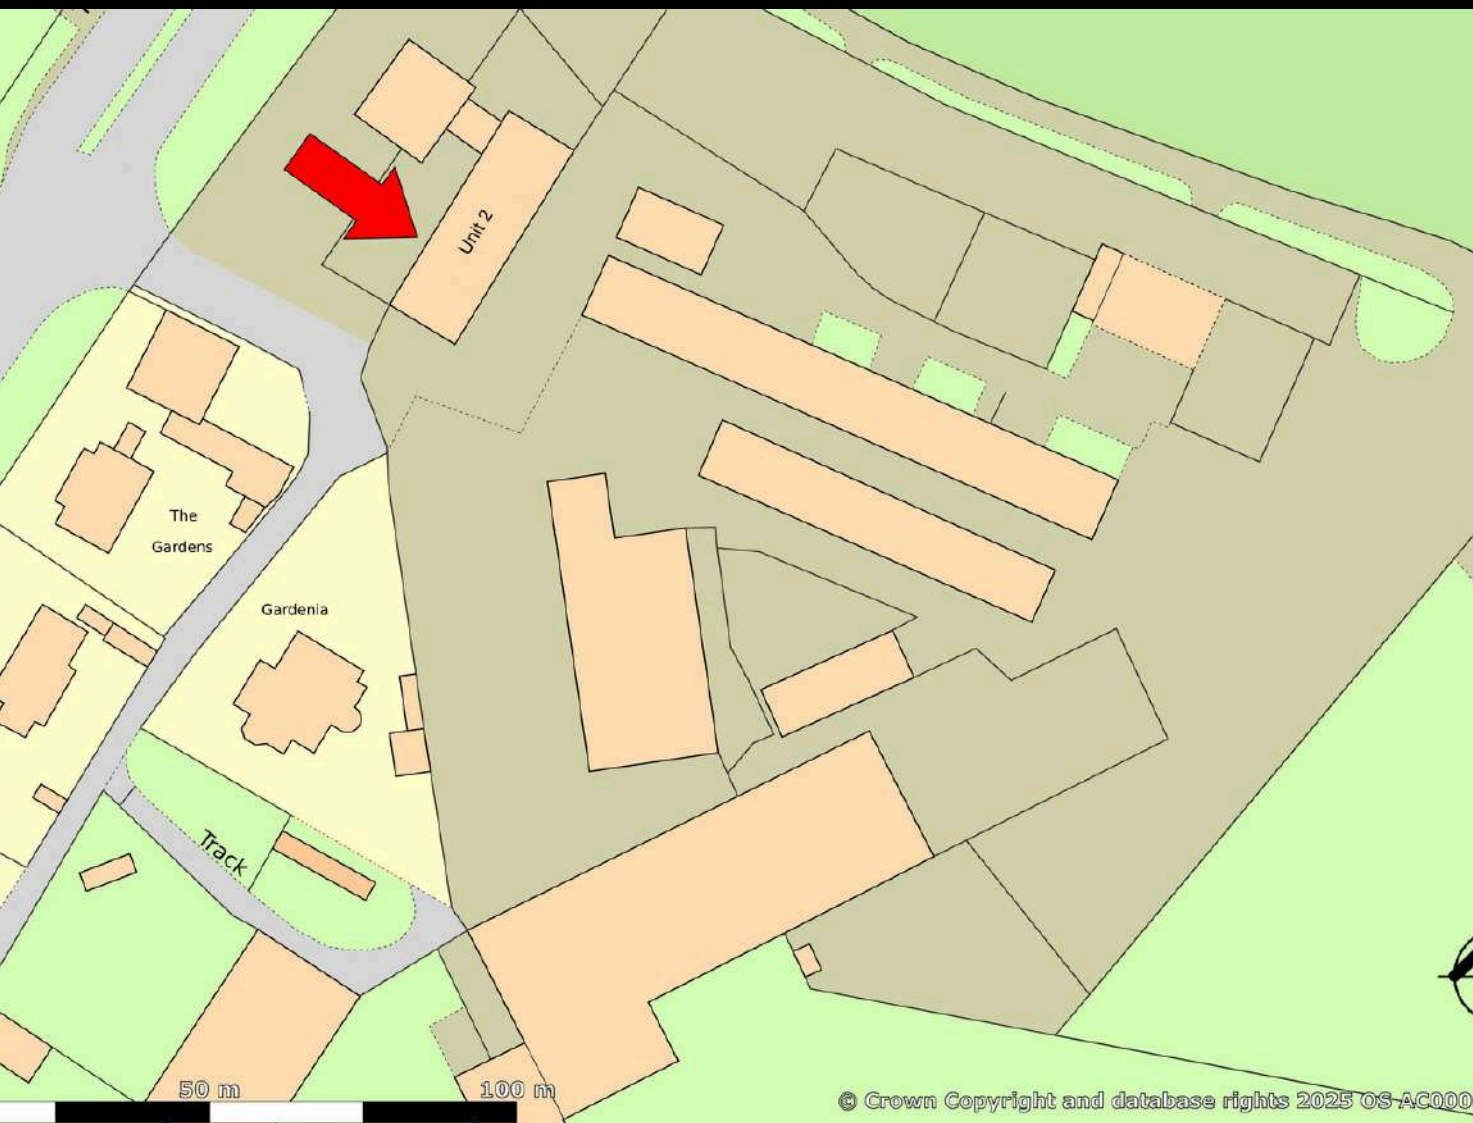 Unit 2
The
Gardens
Gardenia
Track
50 m
100 m
© Crown Copyright and database rights 2025 OS AC000